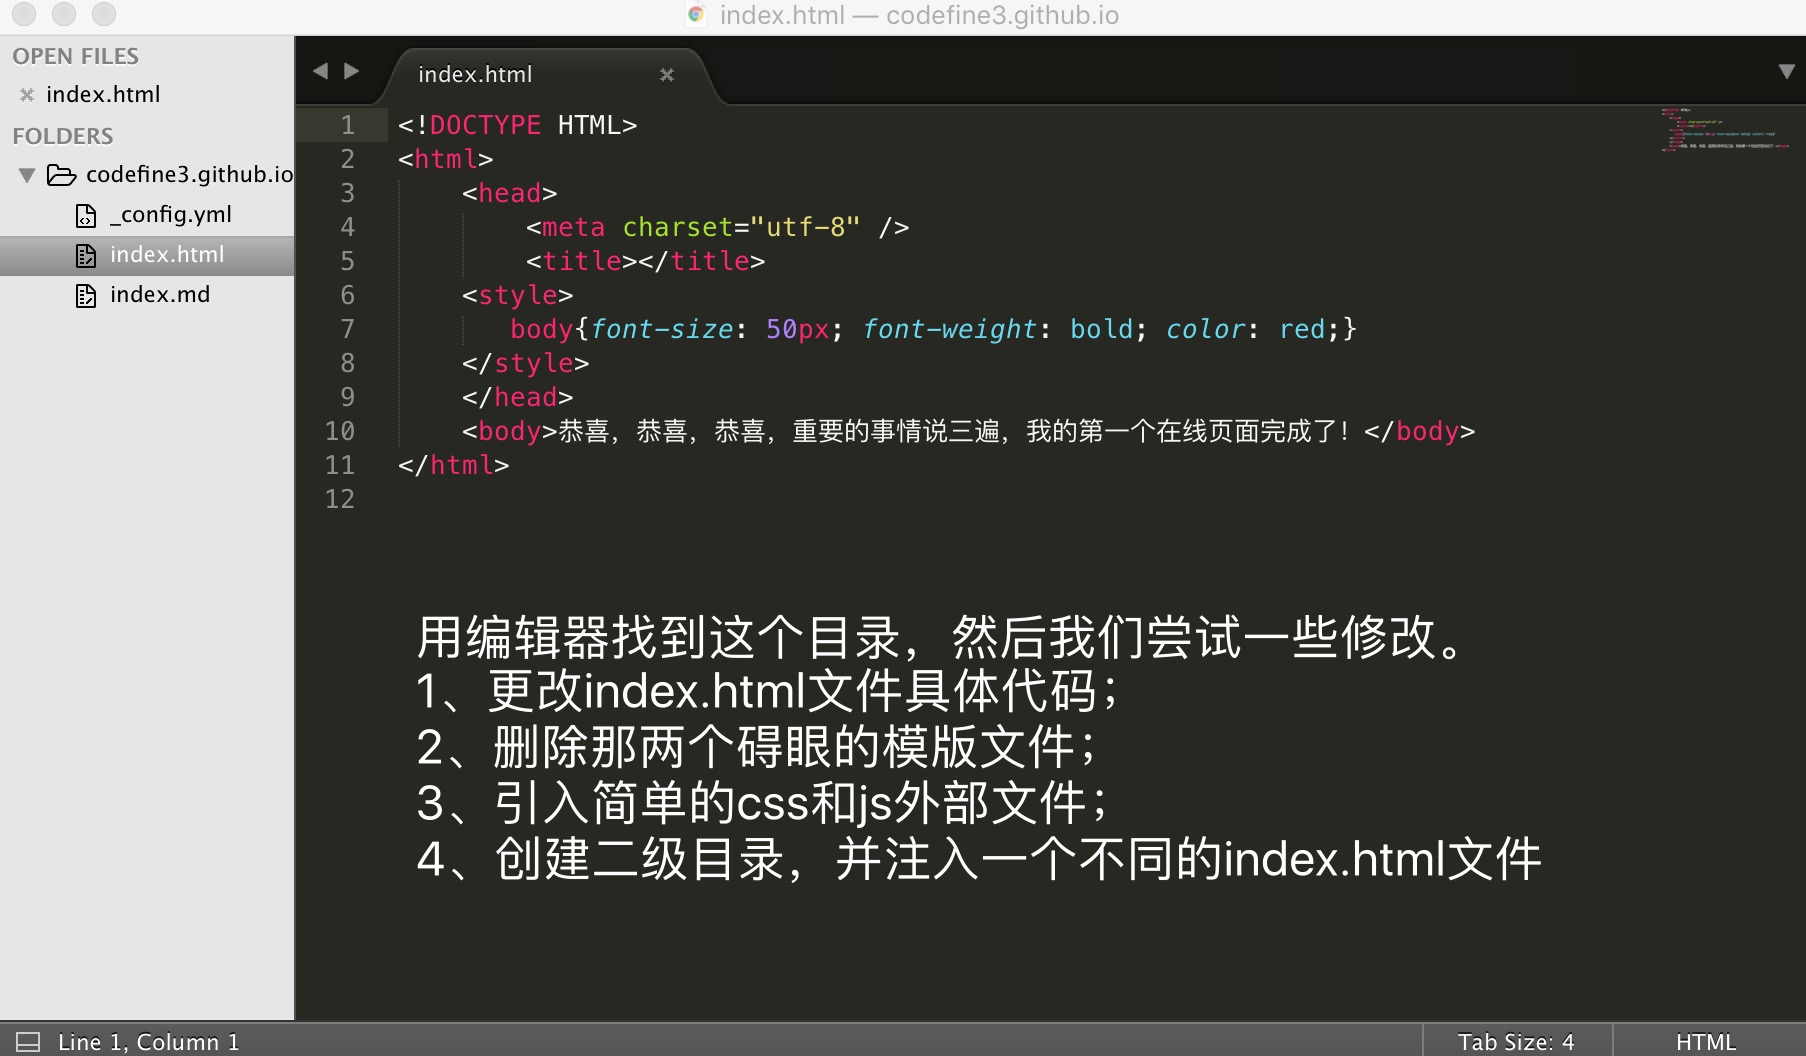 index.html — codefine3.github.io
OPEN FILES
index.html
FOLDERS
codefine3.github.io
_config.yml
index.html
index.md
index.html
1 <!DOCTYPE HTML>
2 <html>
3 <head>
4 <meta charset="utf-8" />
5 <title></title>
6 <style>
7 body{font-size: 50px; font-weight: bold; color: red;}
8 </style>
9 </head>
10 <body>恭喜，恭喜，恭喜，重要的事情说三遍，我的第一个在线页面完成了！</body>
11 </html>
12
用编辑器找到这个目录，然后我们尝试一些修改。
1、更改index.html文件具体代码；
2、删除那两个碍眼的模版文件；
3、引入简单的css和js外部文件；
4、创建二级目录，并注入一个不同的index.html文件
Line 1, Column 1
Tab Size: 4
HTML